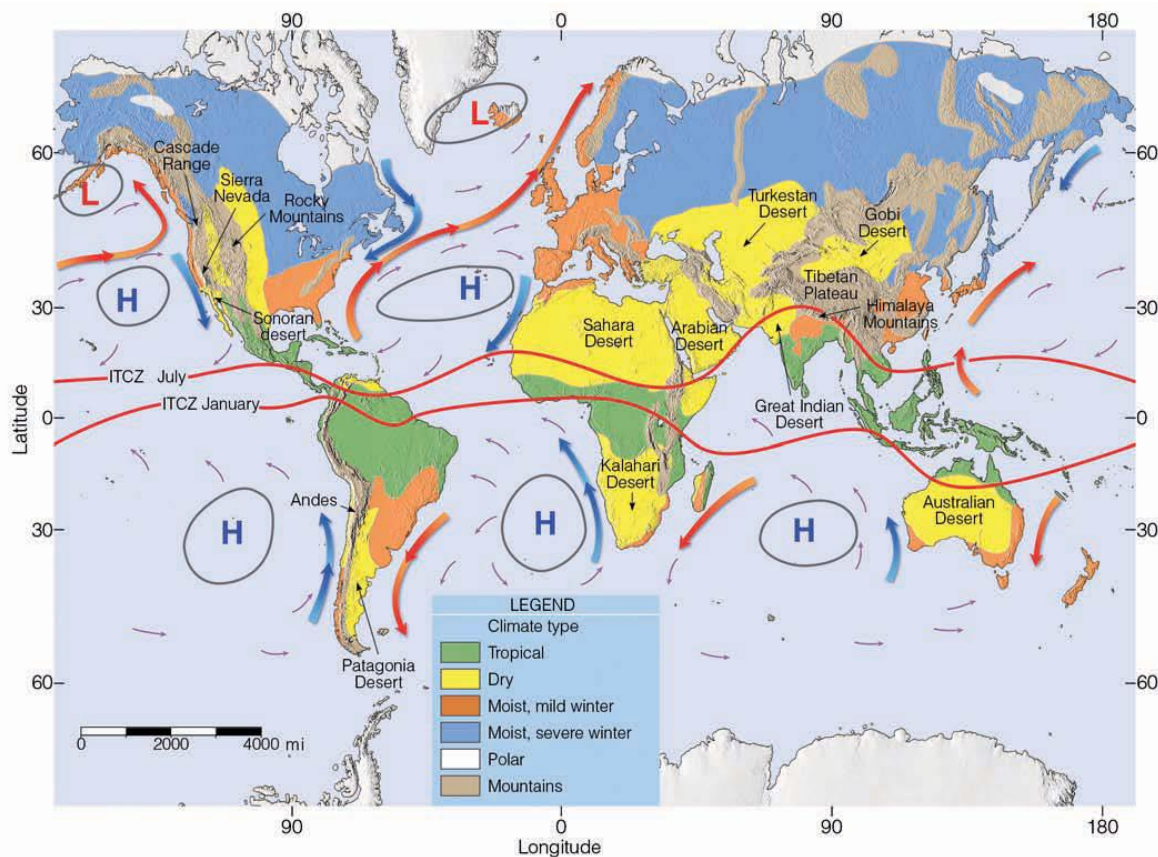 90
0
90
180
L
L
60
60
Cascade
Range
Sierra
Nevada
Rocky
Mountains
Turkestan
Desert
Gobi
Desert
H
H
30
30
Tibetan
Plateau
Himalaya
Mountains
Sonoran
desert
Sahara
Desert
Arabian
Desert
ITCZ July
ITCZ January
Great Indian
Desert
0
0
Latitude
Kalahari
Desert
Andes
Australian
Desert
H
H
H
30
30
Patagonia
Desert
60
60
LEGEND
Climate type
Tropical
Dry
Moist, mild winter
Moist, severe winter
Polar
Mountains
0 2000 4000 mi
90
0
90
180
Longitude